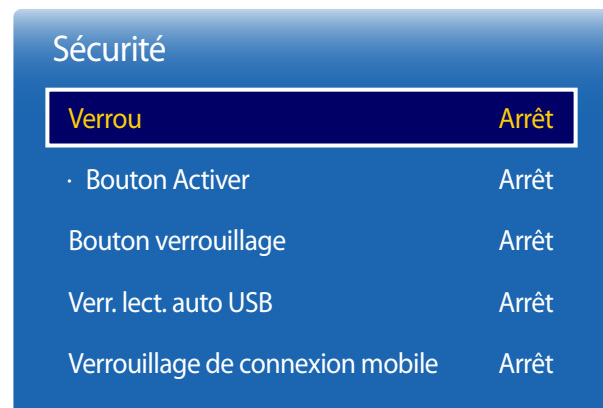 Sécurité
Verrou Arrêt
· Bouton Activer Arrêt
Bouton verrouillage Arrêt
Verr. lect. auto USB Arrêt
Verrouillage de connexion mobile Arrêt